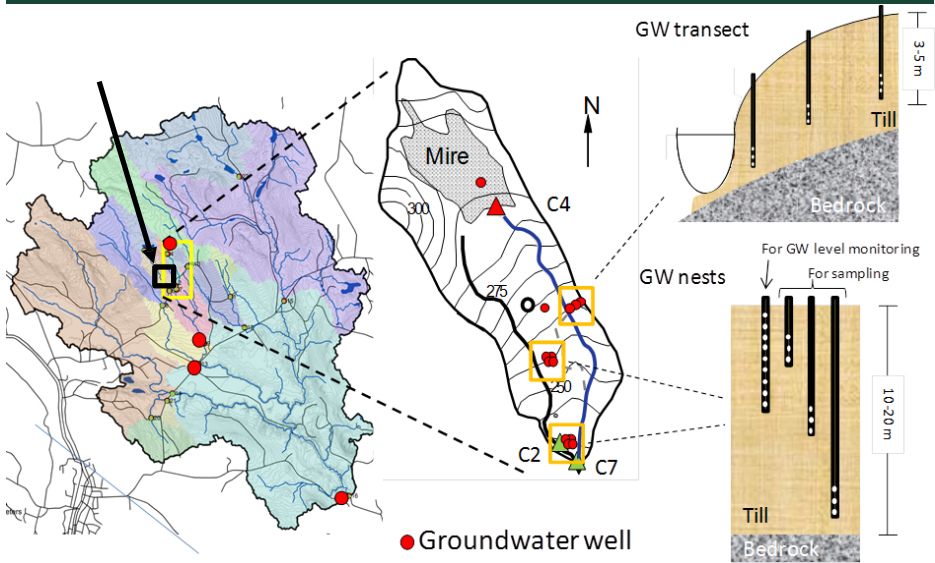 GW transect
3-5 m
Till
Bedrock
N
Mire
C4
300
275
250
C2
C7
For GW level monitoring
For sampling
GW nests
10-20 m
Till
Bedrock
Groundwater well